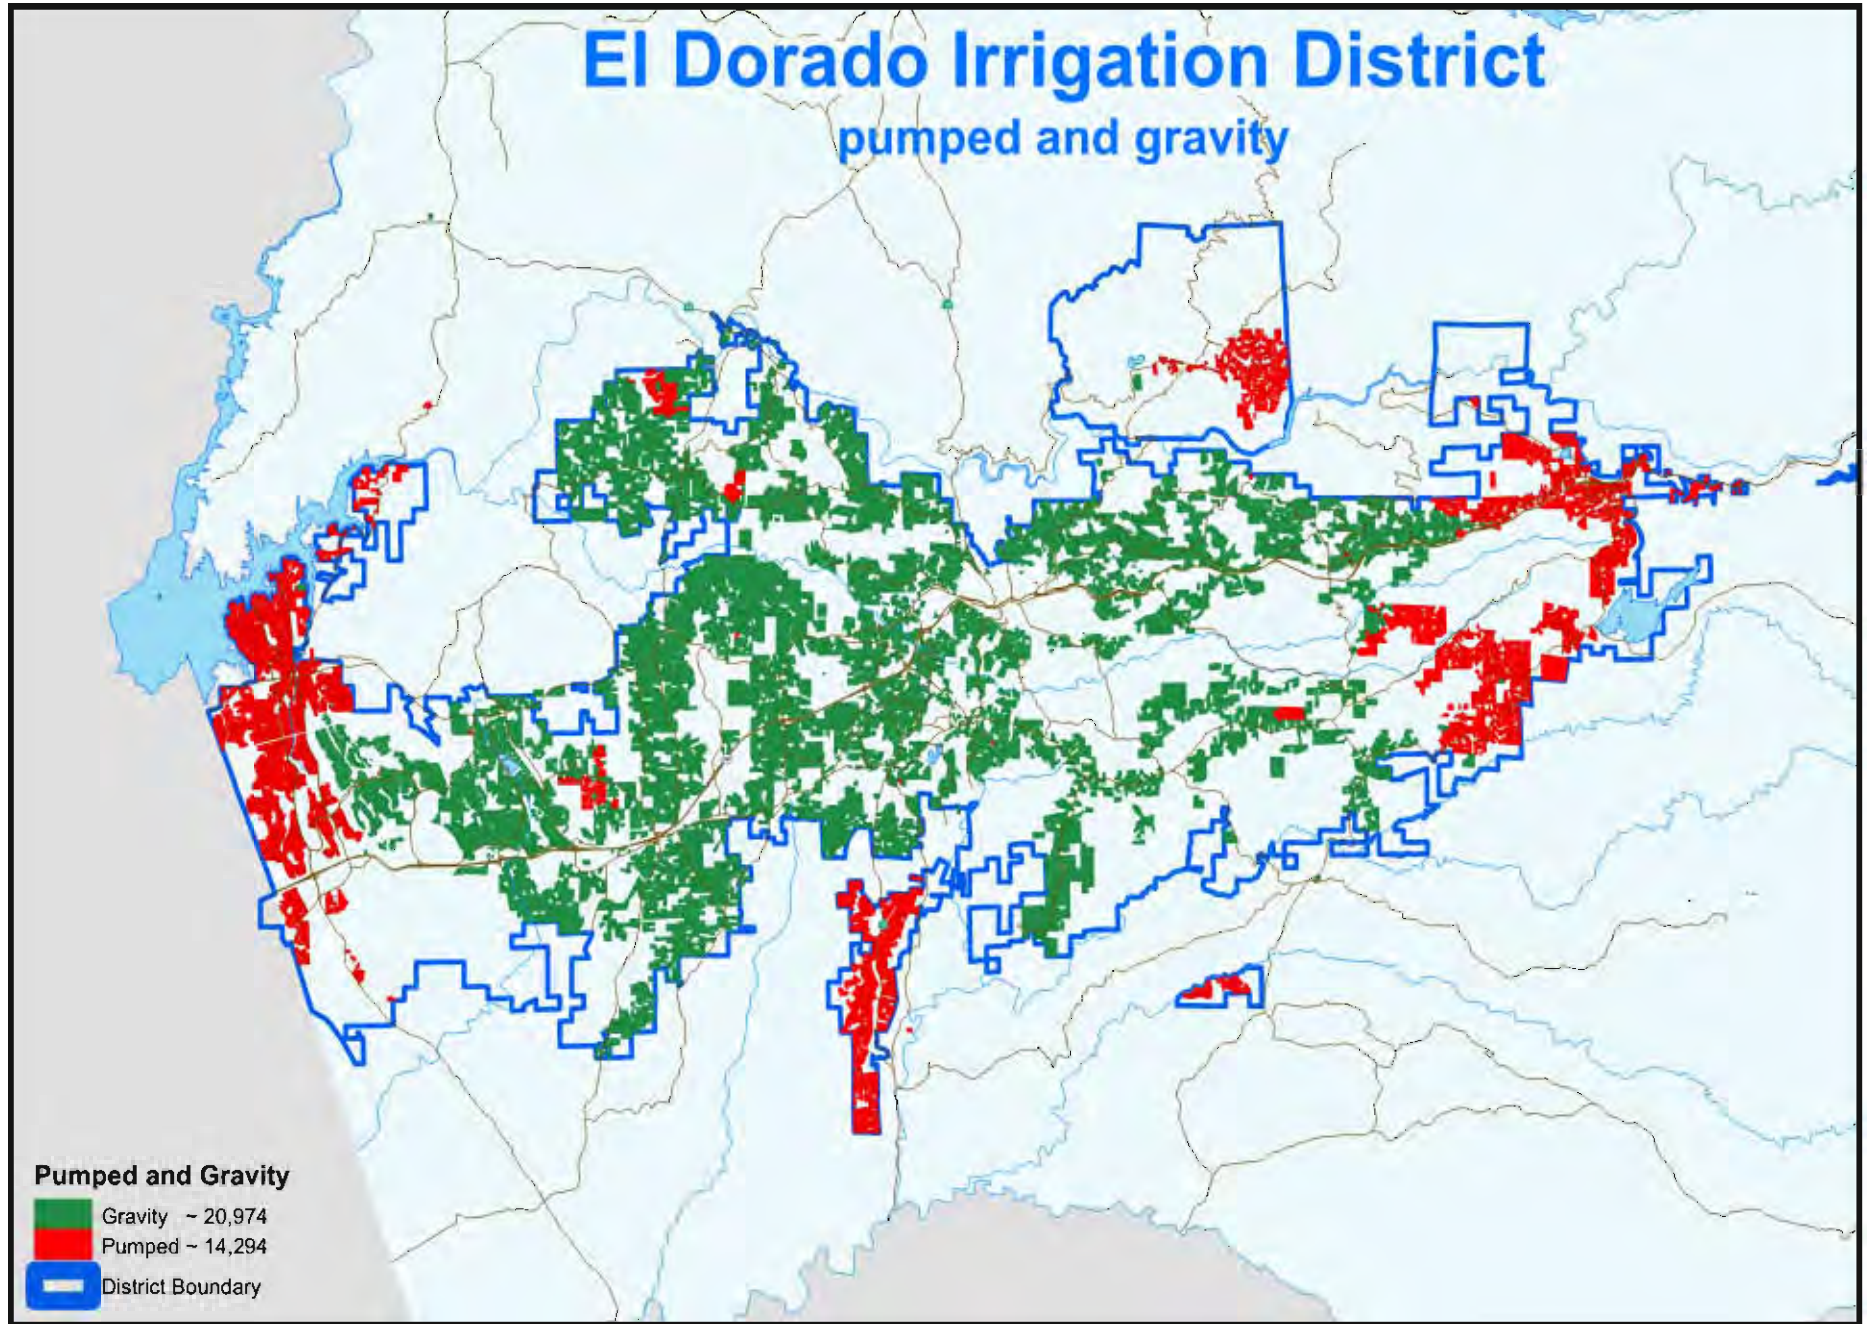 El Dorado Irrigation District
pumped and gravity
Pumped and Gravity
Gravity ~ 20,974
Pumped ~ 14,294
District Boundary